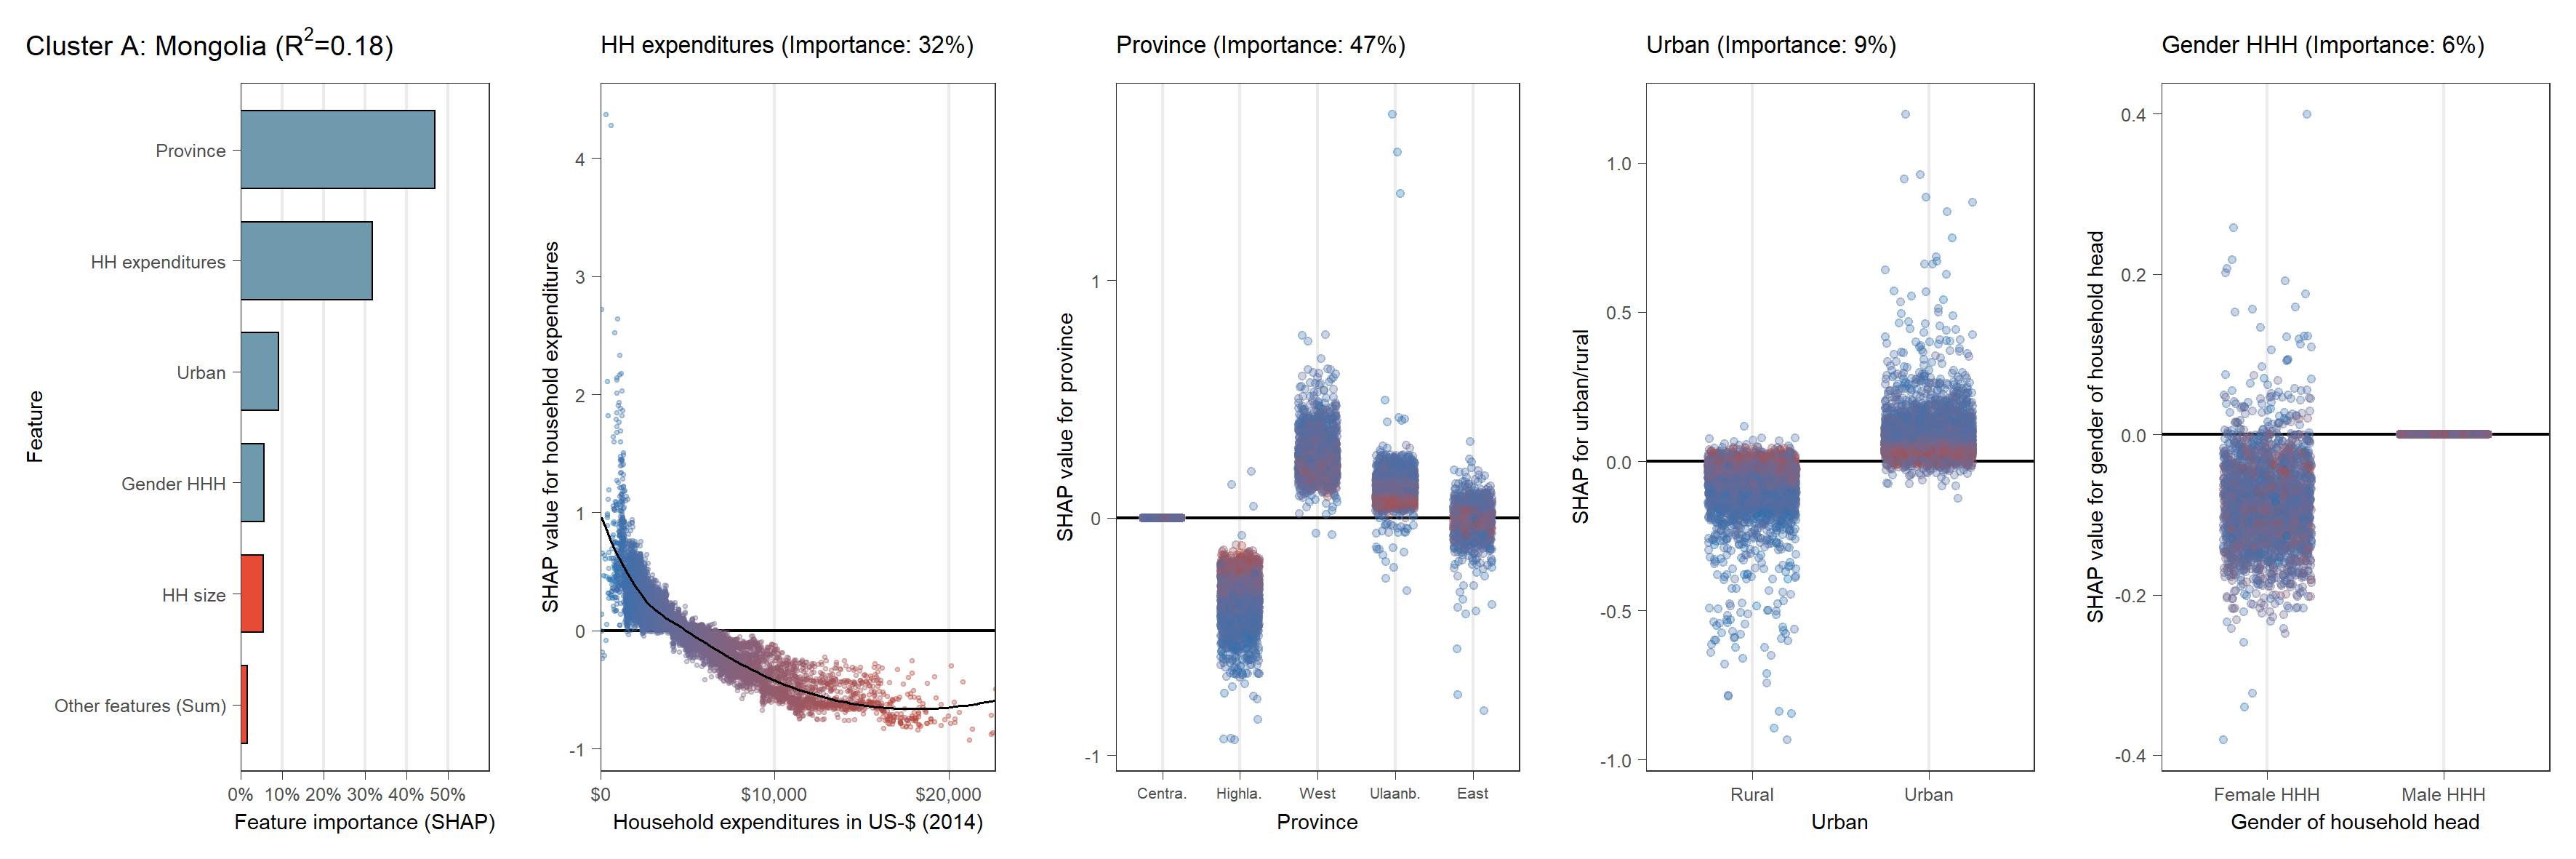 Cluster A: Mongolia (R²=0.18)
Feature
Province
HH expenditures
Urban
Gender HHH
HH size
Other features (Sum)
0% 10% 20% 30% 40% 50%
Feature importance (SHAP)
HH expenditures (Importance: 32%)
SHAP value for household expenditures
4
3
2
1
0
-1
$0 $10,000 $20,000
Household expenditures in US-$ (2014)
Province (Importance: 47%)
SHAP value for province
1
0
-1
Centra. Highla. West Ulaanb. East
Province
Urban (Importance: 9%)
SHAP for urban/rural
1.0
0.5
0.0
-0.5
-1.0
Rural Urban
Urban
Gender HHH (Importance: 6%)
SHAP value for gender of household head
0.4
0.2
0.0
-0.2
-0.4
Female HHH Male HHH
Gender of household head